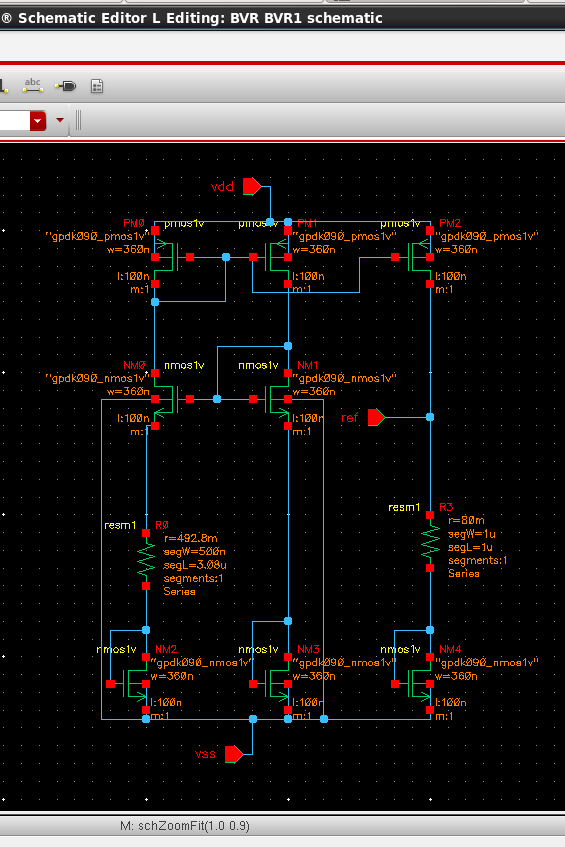 ® Schematic Editor L Editing: BVR BVR1 schematic
abc
vdd
PM0 pmos1v pmos1v PM1 pmos1v PM2
"gpdk090_pmos1v" "gpdk090_pmos1v" "gpdk090_pmos1v"
w=360n w=360n w=360n
l:100n l:100n l:100n
m:1 m:1 m:1
NM0 nmos1v nmos1v NM1
"gpdk090_nmos1v" "gpdk090_nmos1v"
w=360n w=360n
l:100n l:100n
m:1 m:1
ref
resm1 R3
r=80m
segW=1u
segL=1u
segments:1
Series
resm1 R0
r=492.8m
segW=500n
segL=3.08u
segments:1
Series
nmos1v NM2 nmos1v NM3 nmos1v NM4
"gpdk090_nmos1v" "gpdk090_nmos1v" "gpdk090_nmos1v"
w=360n w=360n w=360n
l:100n l:100n l:100n
m:1 m:1 m:1
vss
M: schZoomFit(1.0 0.9)